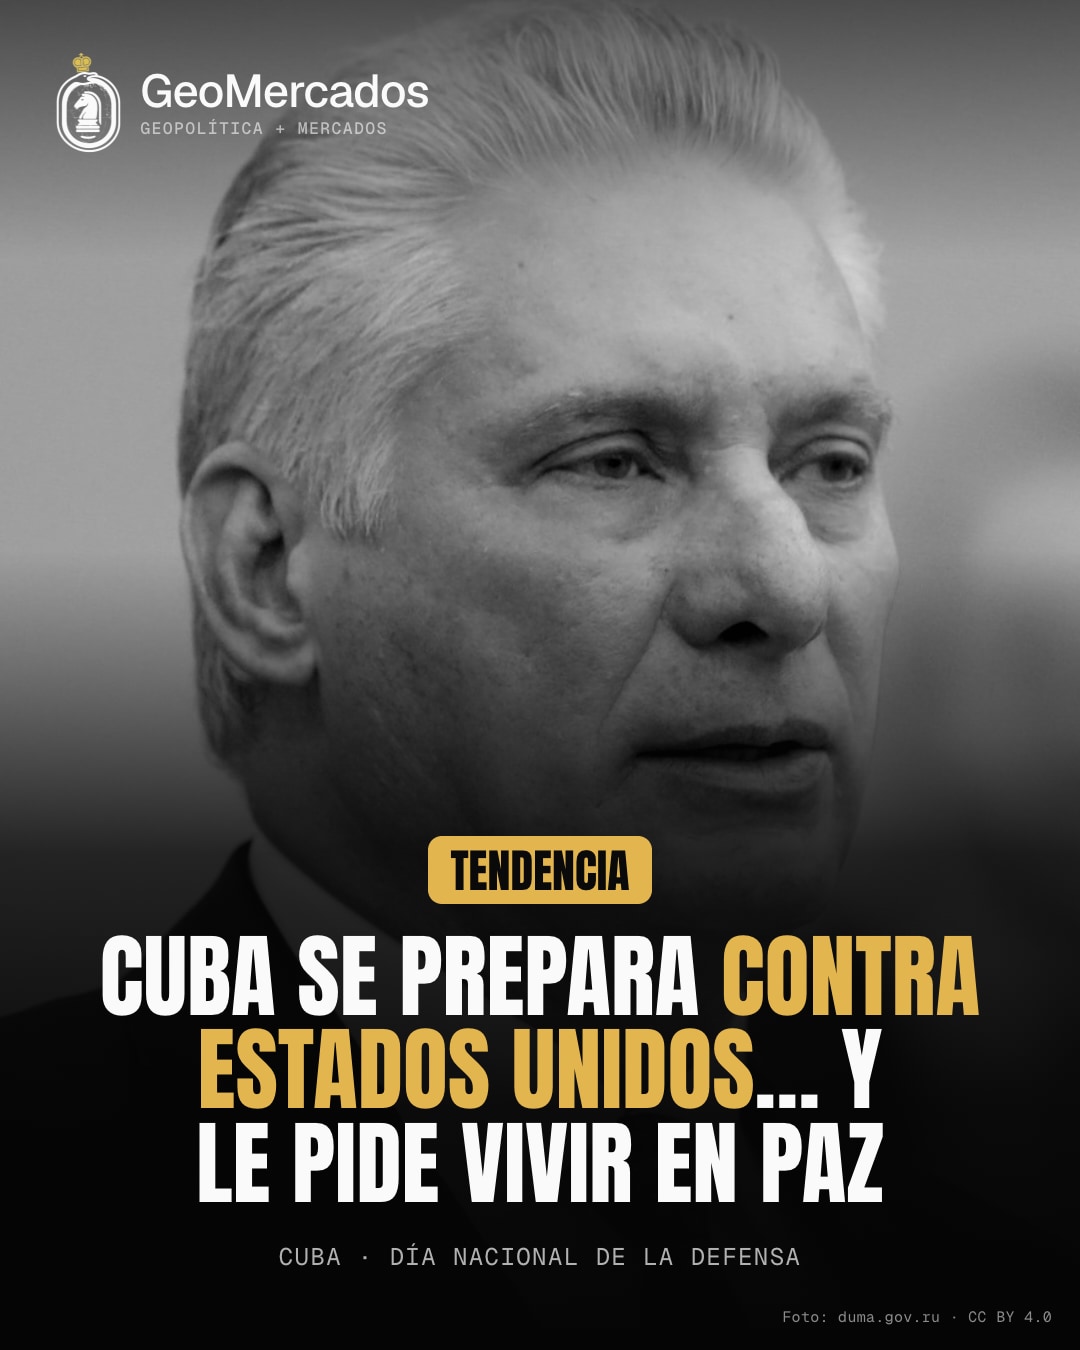 GeoMercados
GEOPOLÍTICA + MERCADOS
TENDENCIA
CUBA SE PREPARA CONTRA
ESTADOS UNIDOS... Y
LE PIDE VIVIR EN PAZ
CUBA · DÍA NACIONAL DE LA DEFENSA
Foto: duma.gov.ru · CC BY 4.0